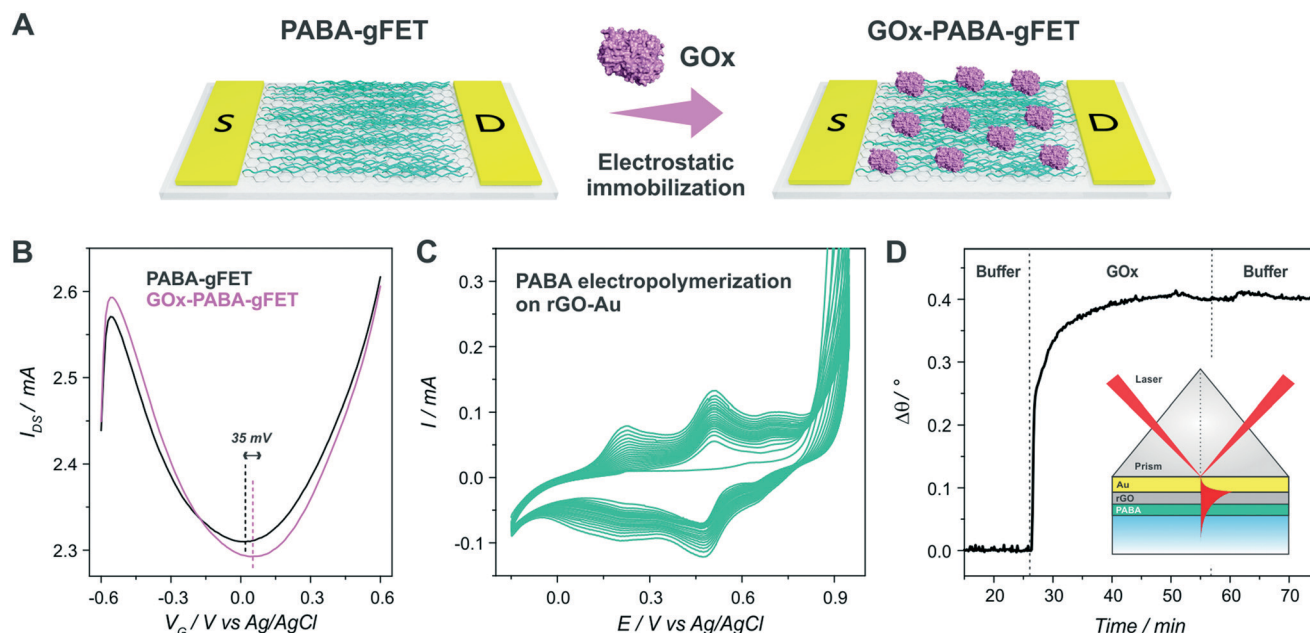 A
PABA-gFET
GOx
GOx-PABA-gFET
S
D
Electrostatic
immobilization
S
D
B
PABA-gFET
GOx-PABA-gFET
35 mV
2.6
2.5
2.4
2.3
I_DS / mA
-0.6
-0.3
0.0
0.3
0.6
V_G / V vs Ag/AgCl
C
PABA electropolymerization
on rGO-Au
0.3
0.2
0.1
0.0
-0.1
I / mA
0.0
0.3
0.6
0.9
E / V vs Ag/AgCl
D
Buffer
GOx
Buffer
0.4
0.3
0.2
0.1
0.0
Δθ / °
Laser
Prism
Au
rGO
PABA
20
30
40
50
60
70
Time / min